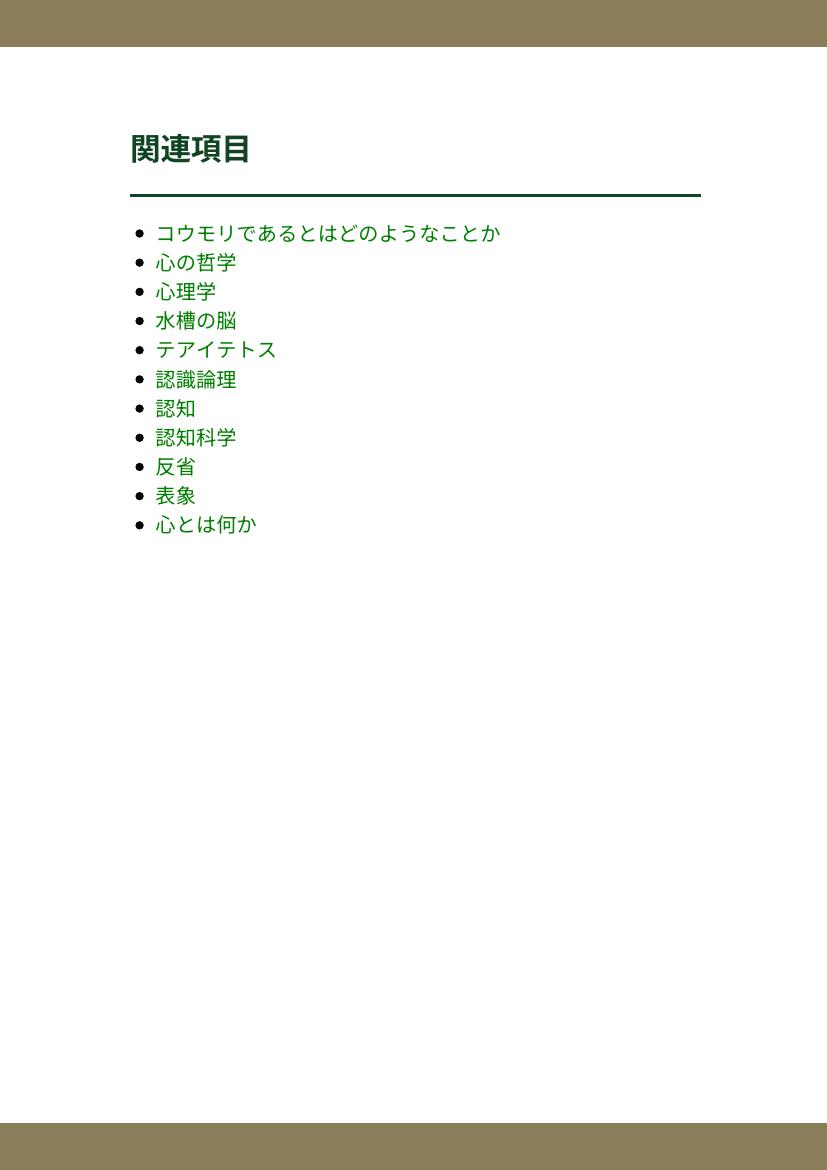 関連項目
コウモリであるとはどのようなことか
心の哲学
心理学
水槽の脳
テアイテトス
認識論理
認知
認知科学
反省
表象
心とは何か